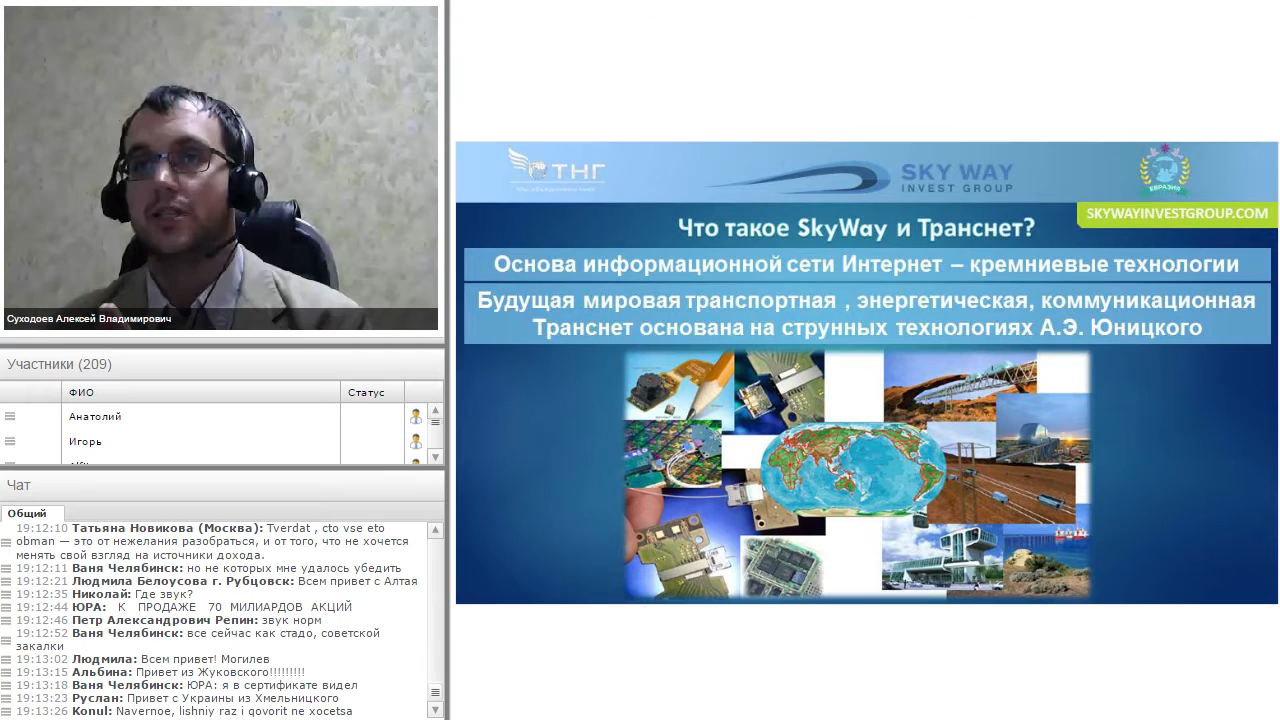 Суходоев Алексей Владимирович
Участники (209)
ФИО
Статус
Анатолий
Игорь
Чат
Общий
19:12:10 Татьяна Новикова (Москва): Tverdat , cto vse eto
obman — это от нежелания разобраться, и от того, что не хочется
менять свой взгляд на источники дохода.
19:12:11 Ваня Челябинск: но не которых мне удалось убедить
19:12:21 Людмила Белоусова г. Рубцовск: Всем привет с Алтая
19:12:35 Николай: Где звук?
19:12:44 ЮРА: К ПРОДАЖЕ 70 МИЛИАРДОВ АКЦИЙ
19:12:46 Петр Александрович Репин: звук норм
19:12:52 Ваня Челябинск: все сейчас как стадо, советской
закалки
19:13:02 Людмила: Всем привет! Могилев
19:13:15 Альбина: Привет из Жуковского!!!!!!!!!
19:13:18 Ваня Челябинск: ЮРА: я в сертификате видел
19:13:23 Руслан: Привет с Украины из Хмельницкого
19:13:26 Konul: Navernoe, lishniy raz i qovorit ne xocetsa
ТНГ
SKY WAY
INVEST GROUP
ЕВРАЗИЯ
SKYWAYINVESTGROUP.COM
Что такое SkyWay и Транснет?
Основа информационной сети Интернет – кремниевые технологии
Будущая мировая транспортная , энергетическая, коммуникационная
Транснет основана на струнных технологиях А.Э. Юницкого